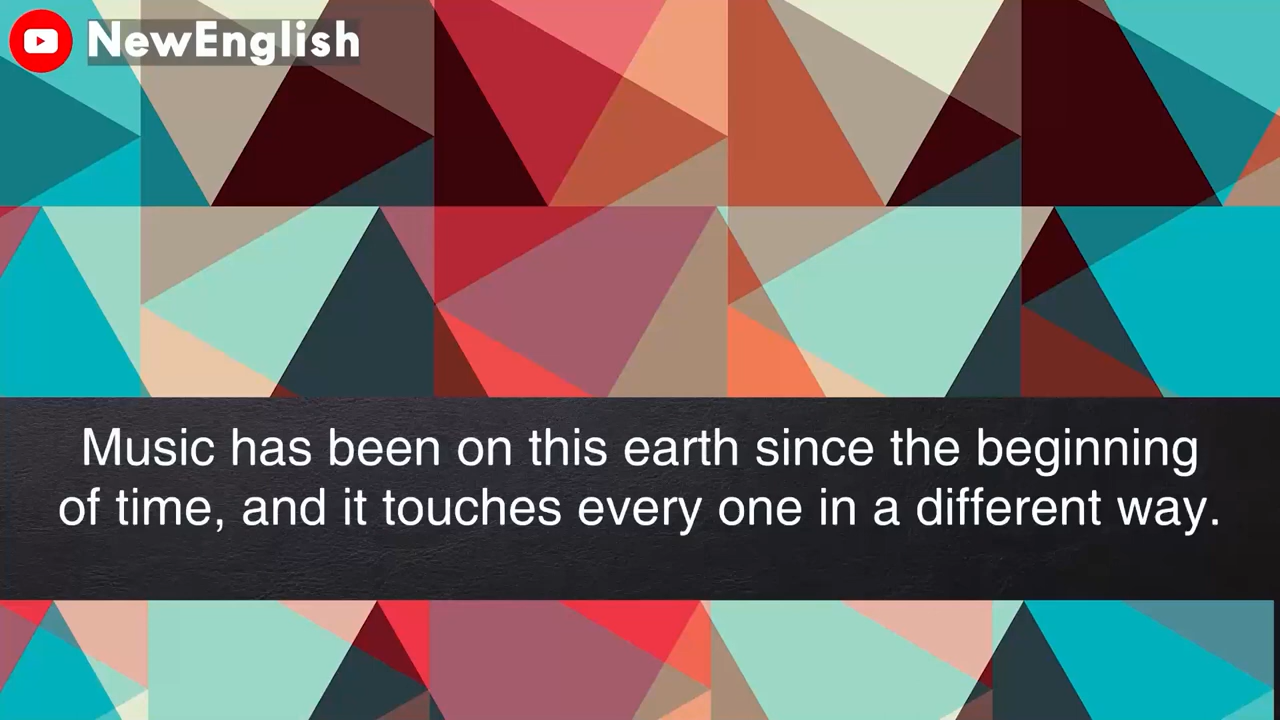 NewEnglish
Music has been on this earth since the beginning
of time, and it touches every one in a different way.